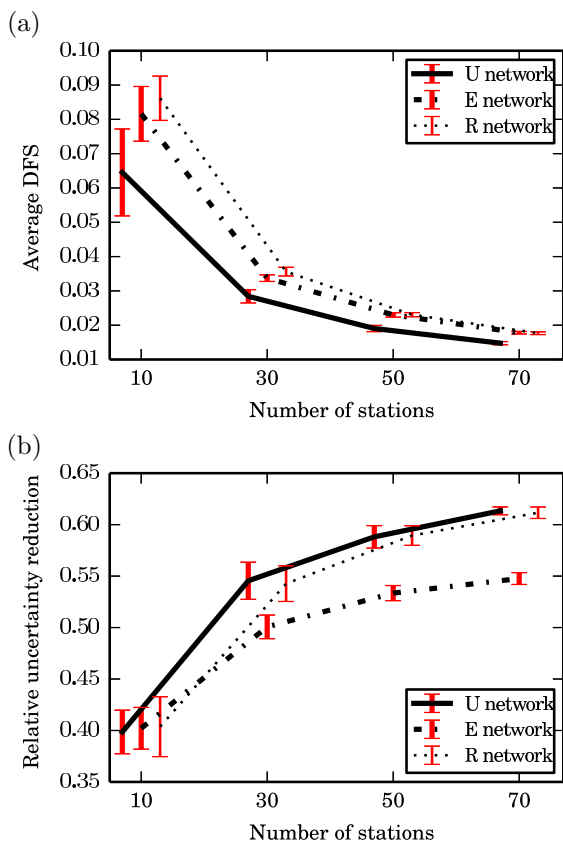 (a)
0.10
0.09
0.08
0.07
0.06
0.05
0.04
0.03
0.02
0.01
Average DFS
U network
E network
R network
10 30 50 70
Number of stations
(b)
0.65
0.60
0.55
0.50
0.45
0.40
0.35
Relative uncertainty reduction
U network
E network
R network
10 30 50 70
Number of stations